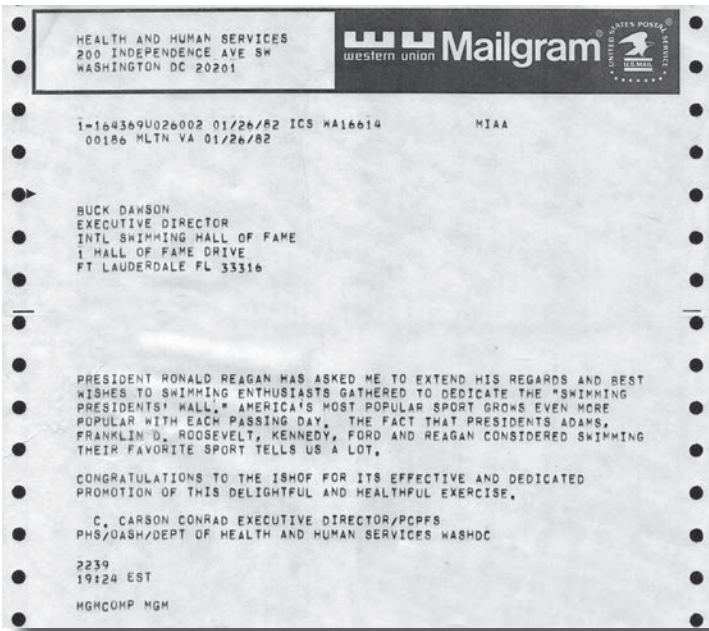 HEALTH AND HUMAN SERVICES
200 INDEPENDENCE AVE SW
WASHINGTON DC 20201
western union Mailgram
UNITED STATES POSTAL SERVICE
U.S.MAIL
1-164369U026002 01/26/82 ICS WA16614 MIAA
00186 MLTN VA 01/26/82
BUCK DAWSON
EXECUTIVE DIRECTOR
INTL SWIMMING HALL OF FAME
1 HALL OF FAME DRIVE
FT LAUDERDALE FL 33316
PRESIDENT RONALD REAGAN HAS ASKED ME TO EXTEND HIS REGARDS AND BEST
WISHES TO SWIMMING ENTHUSIASTS GATHERED TO DEDICATE THE "SWIMMING
PRESIDENTS' WALL." AMERICA'S MOST POPULAR SPORT GROWS EVEN MORE
POPULAR WITH EACH PASSING DAY. THE FACT THAT PRESIDENTS ADAMS,
FRANKLIN D. ROOSEVELT, KENNEDY, FORD AND REAGAN CONSIDERED SWIMMING
THEIR FAVORITE SPORT TELLS US A LOT.
CONGRATULATIONS TO THE ISHOF FOR ITS EFFECTIVE AND DEDICATED
PROMOTION OF THIS DELIGHTFUL AND HEALTHFUL EXERCISE.
C. CARSON CONRAD EXECUTIVE DIRECTOR/PCPFS
PHS/OASH/DEPT OF HEALTH AND HUMAN SERVICES WASHDC
2239
19:24 EST
MGMCOMP MGM